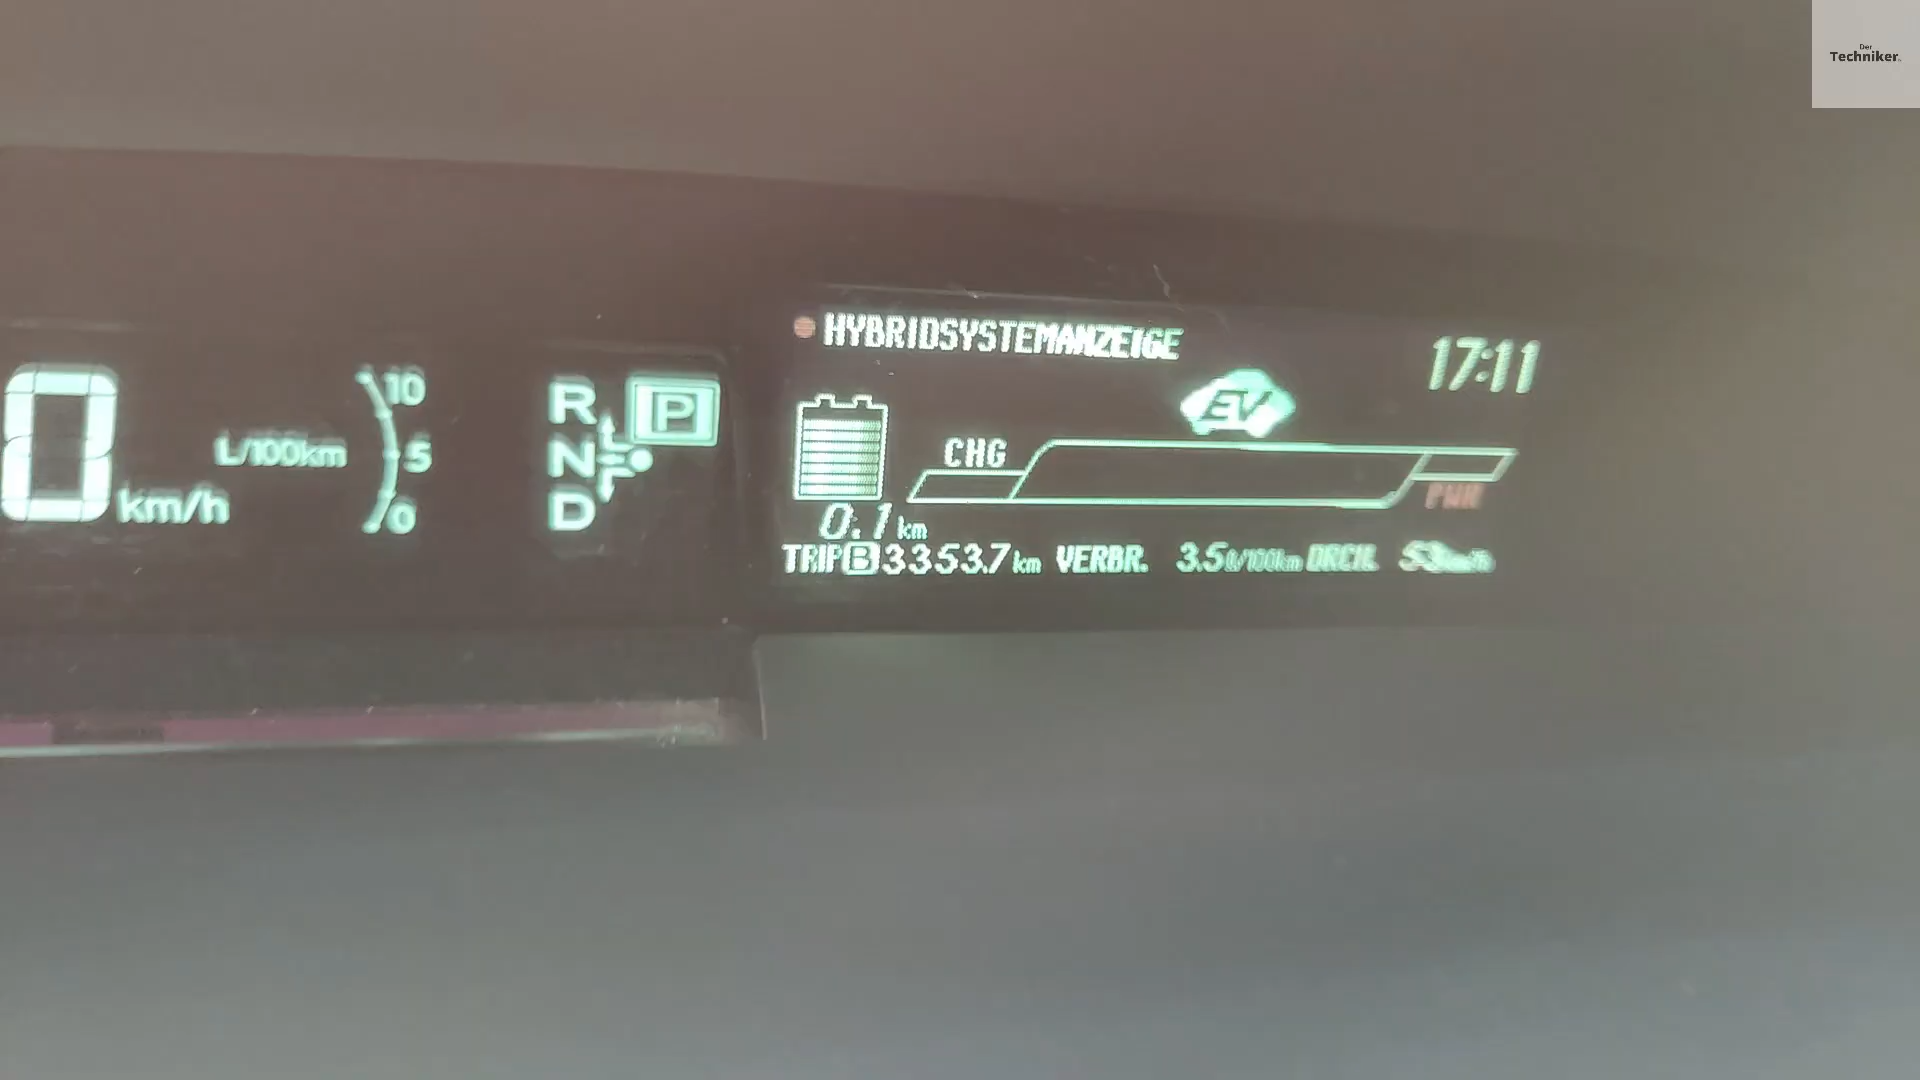 Der
Techniker
HYBRIDSYSTEMANZEIGE
17:11
EV
CHG
PWR
0.1 km
TRIP B 3353.7 km VERBR. 3.5 l/100km DRCH.
0 km/h
L/100km
10
5
0
R
P
N
D